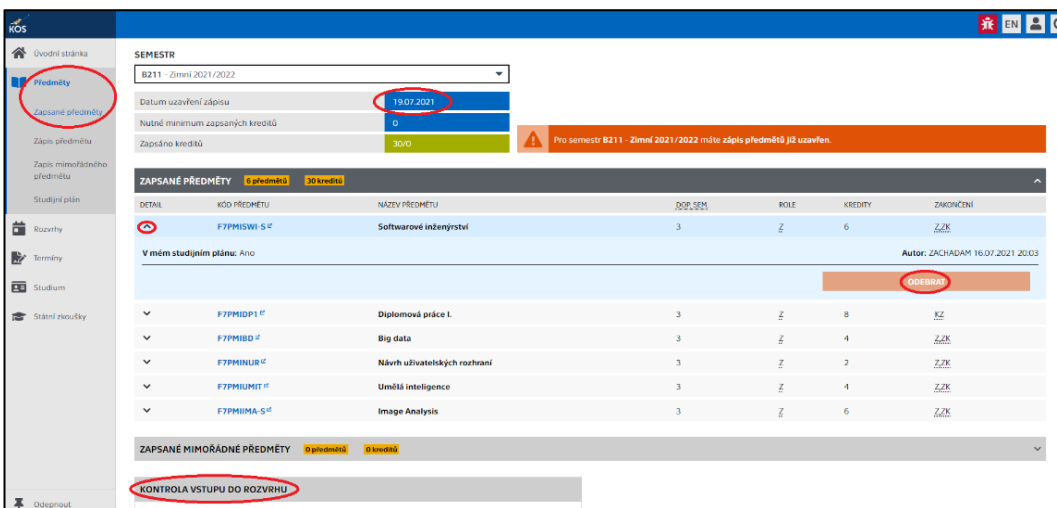 KOS
EN
Úvodní stránka
Předměty
Zapsané předměty
Zápis předmětu
Zapis mimořádného
předmětu
Studijní plán
Rozvrhy
Termíny
Studium
Státní zkoušky
Odepnout
SEMESTR
B211 - Zimní 2021/2022
Datum uzavření zápisu 19.07.2021
Nutné minimum zapsaných kreditů 0
Zapsáno kreditů 30/0
Pro semestr B211 - Zimní 2021/2022 máte zápis předmětů již uzavřen.
ZAPSANÉ PŘEDMĚTY 6 předmětů 30 kreditů
DETAIL KÓD PŘEDMĚTU NÁZEV PŘEDMĚTU DOP. SEM. ROLE KREDITY ZAKONČENÍ
F7PMISWI-S Softwarové inženýrství 3 Z 6 Z,ZK
V mém studijním plánu: Ano Autor: ZACHADAM 16.07.2021 20:03
ODEBRAT
F7PMIDP1 Diplomová práce I. 3 Z 8 KZ
F7PMIBD Big data 3 Z 4 Z,ZK
F7PMINUR Návrh uživatelských rozhraní 3 Z 2 Z,ZK
F7PMIUMIT Umělá inteligence 3 Z 4 Z,ZK
F7PMIIMA-S Image Analysis 3 Z 6 Z,ZK
ZAPSANÉ MIMOŘÁDNÉ PŘEDMĚTY 0 předmětů 0 kreditů
KONTROLA VSTUPU DO ROZVRHU